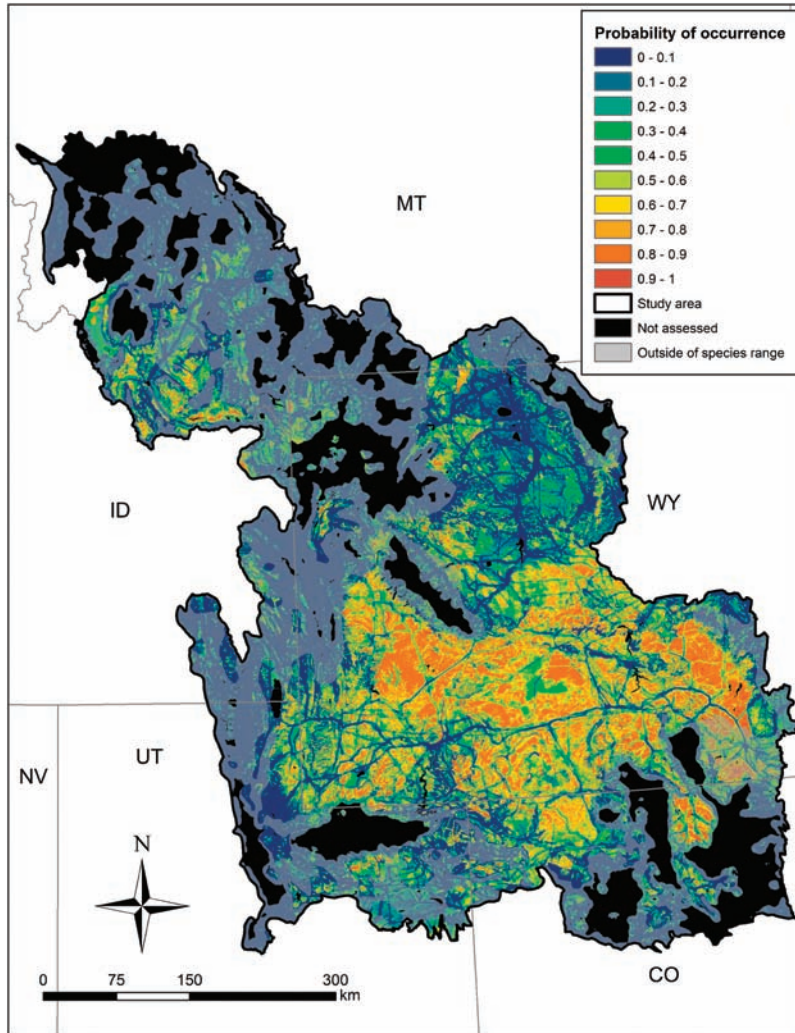 Probability of occurrence
0 - 0.1
0.1 - 0.2
0.2 - 0.3
0.3 - 0.4
0.4 - 0.5
0.5 - 0.6
0.6 - 0.7
0.7 - 0.8
0.8 - 0.9
0.9 - 1
Study area
Not assessed
Outside of species range
MT
ID
WY
UT
NV
N
CO
0 75 150 300
km